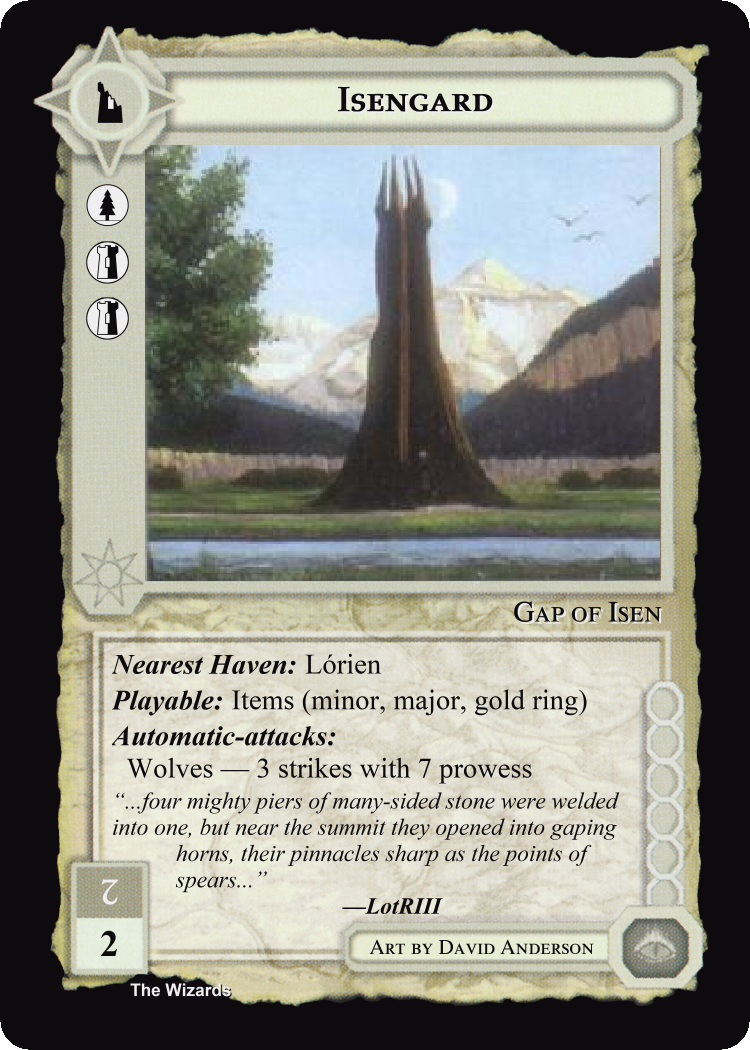 Isengard
Gap of Isen
Nearest Haven: Lórien
Playable: Items (minor, major, gold ring)
Automatic-attacks:
Wolves — 3 strikes with 7 prowess
“...four mighty piers of many-sided stone were welded
into one, but near the summit they opened into gaping
horns, their pinnacles sharp as the points of
spears...”
—LotRIII
2
2
Art by David Anderson
The Wizards